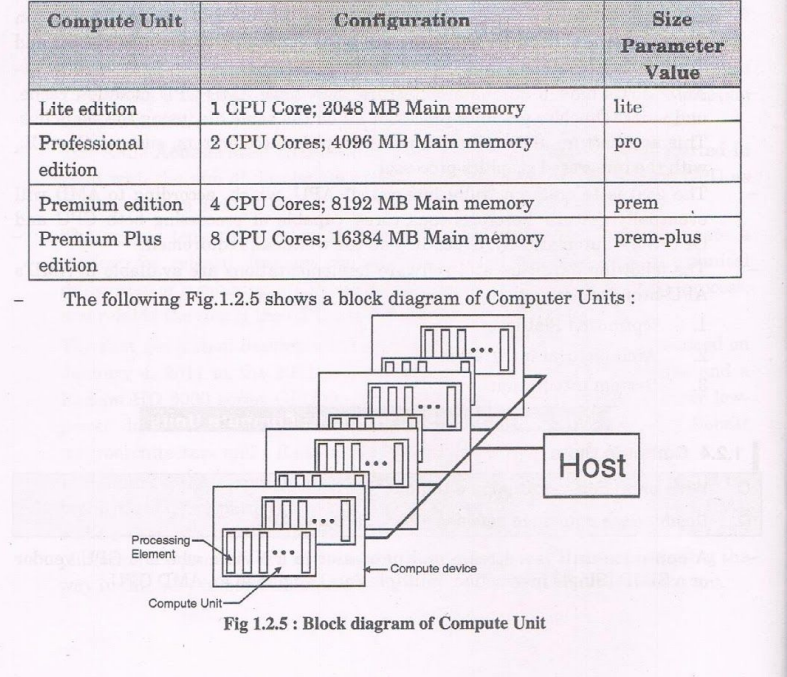 Compute Unit Configuration Size Parameter Value
Lite edition 1 CPU Core; 2048 MB Main memory lite
Professional edition 2 CPU Cores; 4096 MB Main memory pro
Premium edition 4 CPU Cores; 8192 MB Main memory prem
Premium Plus edition 8 CPU Cores; 16384 MB Main memory prem-plus
– The following Fig.1.2.5 shows a block diagram of Computer Units :
Host
Processing
Element
Compute device
Compute Unit
Fig 1.2.5 : Block diagram of Compute Unit